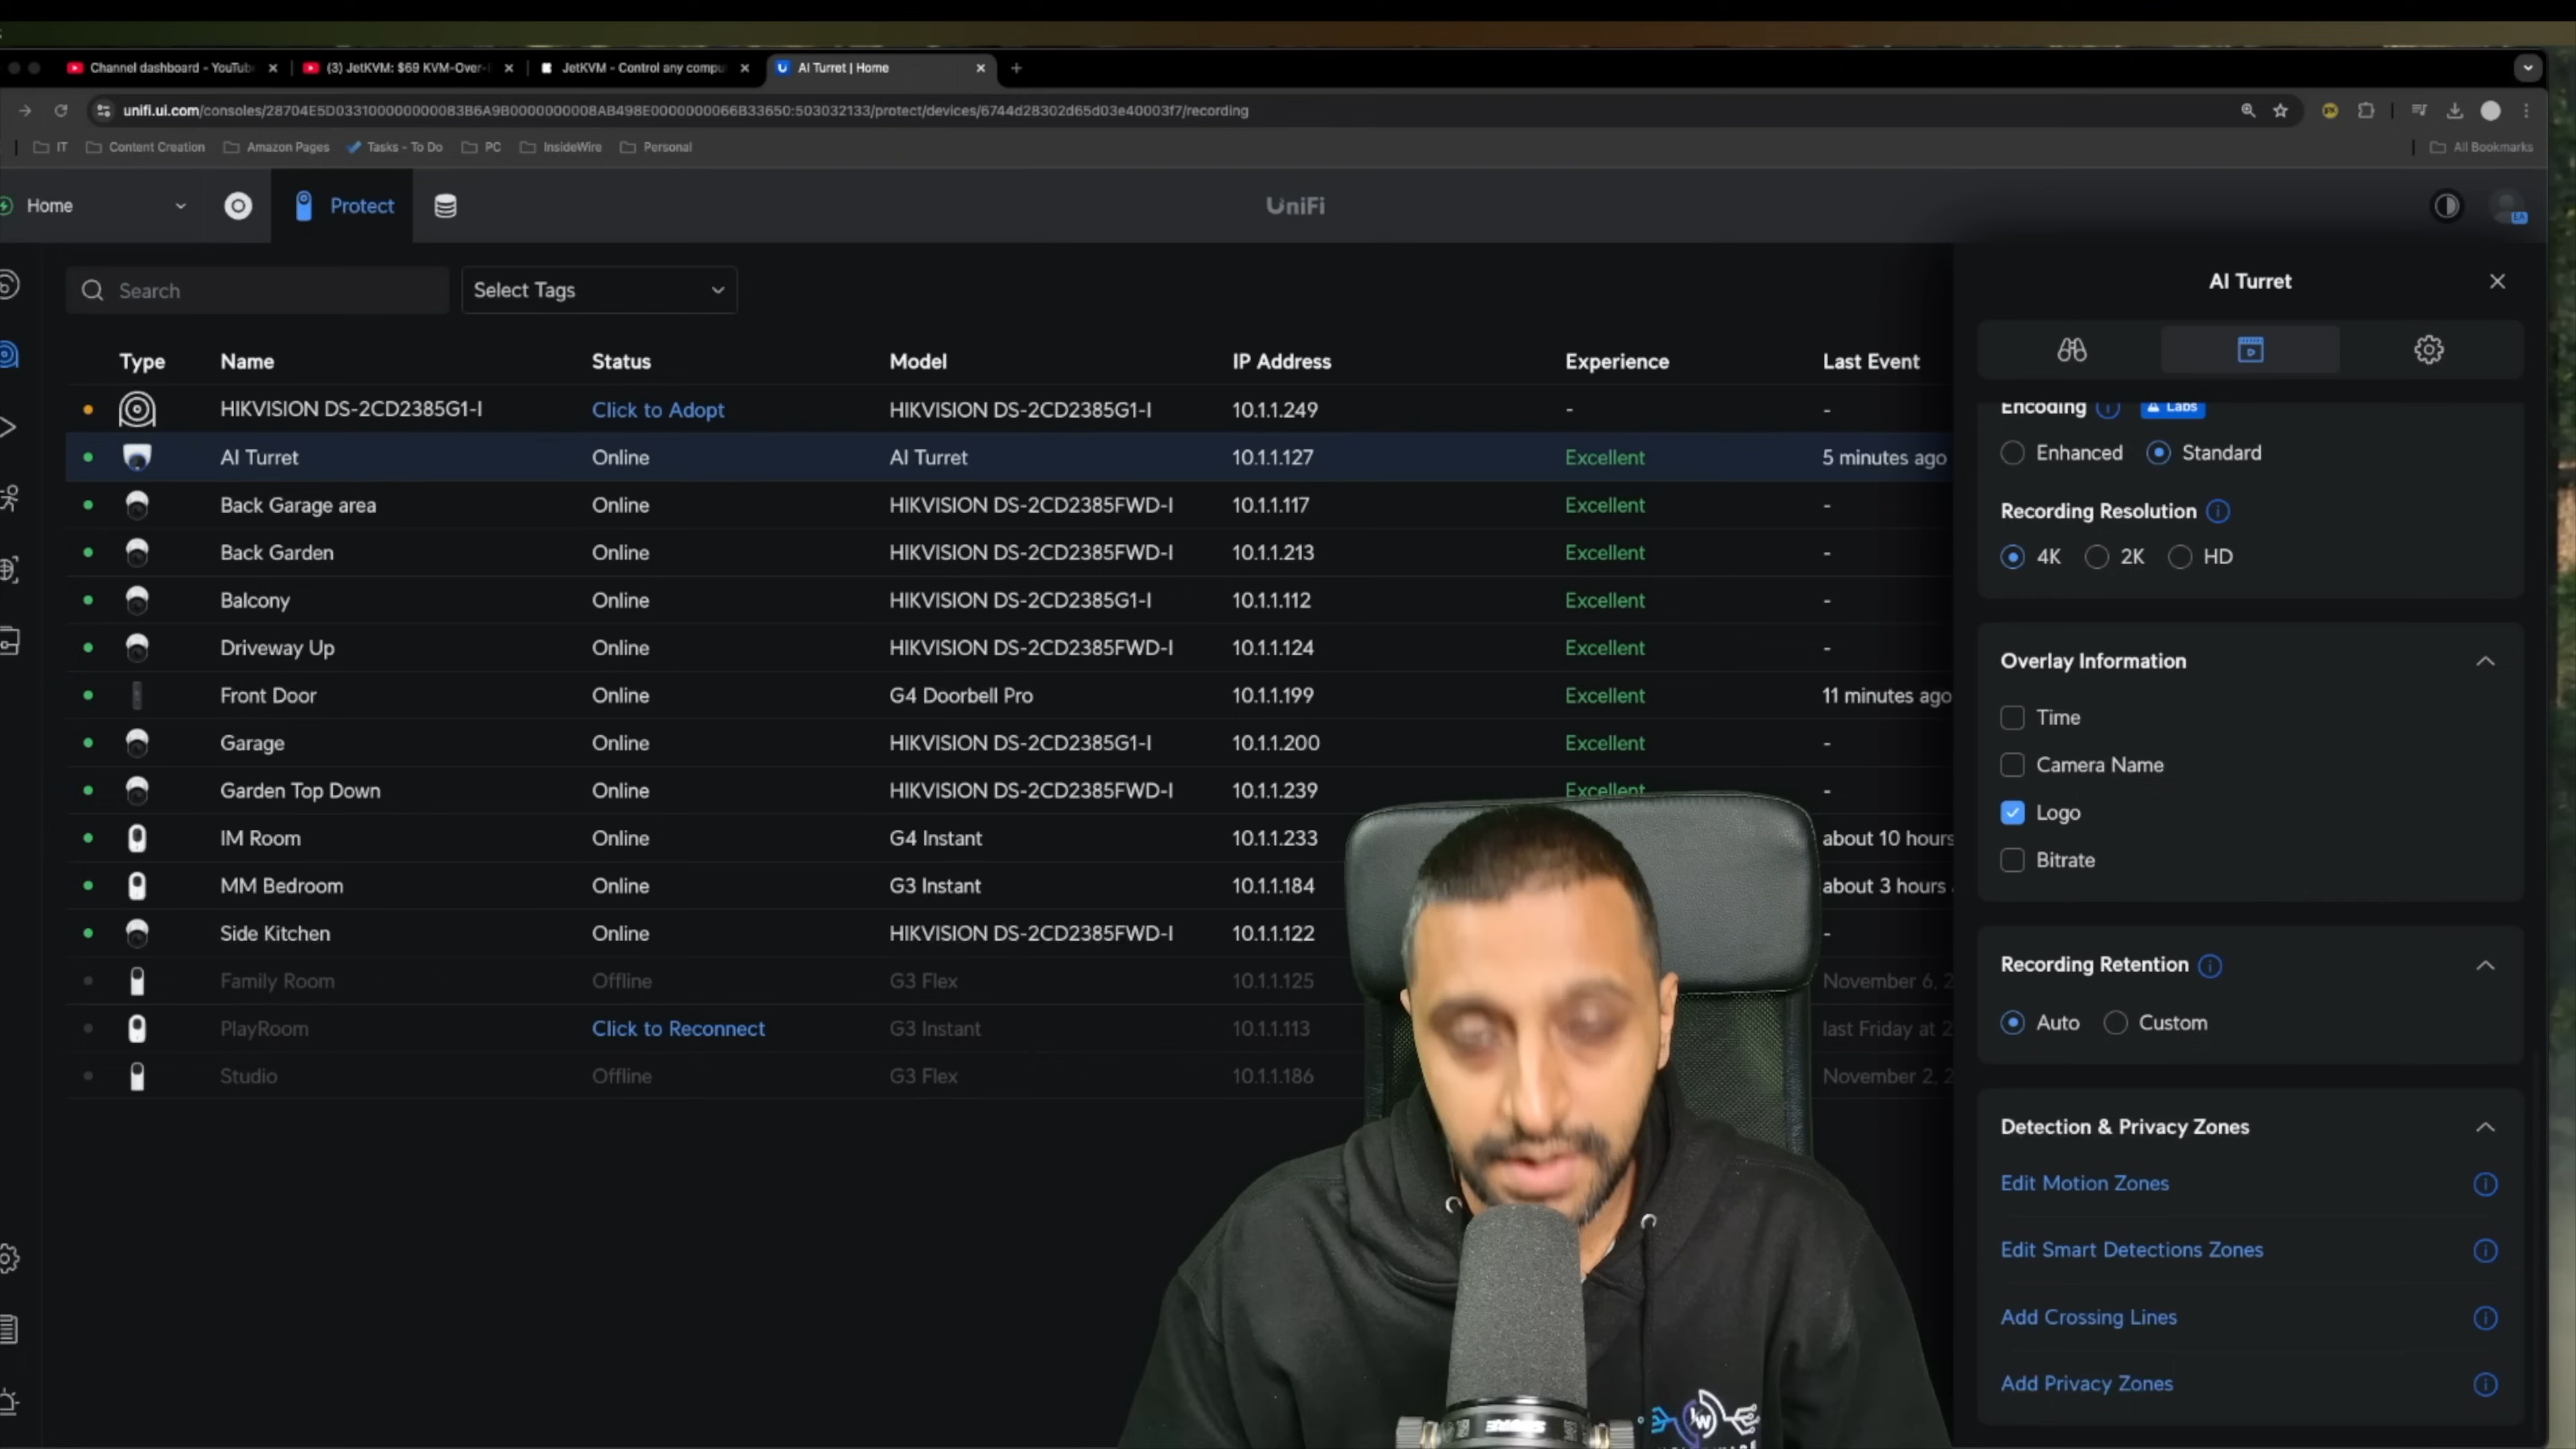 Channel dashboard - YouTube
(3) JetKVM: $69 KVM-Over-
JetKVM - Control any compu
AI Turret | Home
unifi.ui.com/consoles/28704E5D033100000000083B6A9B0000000008AB498E0000000066B33650:503032133/protect/devices/6744d28302d65d03e40003f7/recording
IT Content Creation Amazon Pages Tasks - To Do PC InsideWire Personal All Bookmarks
Home Protect UniFi EA
AI Turret
Search Select Tags
Type Name Status Model IP Address Experience Last Event
HIKVISION DS-2CD2385G1-I Click to Adopt HIKVISION DS-2CD2385G1-I 10.1.1.249 - -
AI Turret Online AI Turret 10.1.1.127 Excellent 5 minutes ago
Back Garage area Online HIKVISION DS-2CD2385FWD-I 10.1.1.117 Excellent -
Back Garden Online HIKVISION DS-2CD2385FWD-I 10.1.1.213 Excellent -
Balcony Online HIKVISION DS-2CD2385G1-I 10.1.1.112 Excellent -
Driveway Up Online HIKVISION DS-2CD2385FWD-I 10.1.1.124 Excellent -
Front Door Online G4 Doorbell Pro 10.1.1.199 Excellent 11 minutes ago
Garage Online HIKVISION DS-2CD2385G1-I 10.1.1.200 Excellent -
Garden Top Down Online HIKVISION DS-2CD2385FWD-I 10.1.1.239 Excellent -
IM Room Online G4 Instant 10.1.1.233 about 10 hours
MM Bedroom Online G3 Instant 10.1.1.184 about 3 hours
Side Kitchen Online HIKVISION DS-2CD2385FWD-I 10.1.1.122 -
Family Room Offline G3 Flex 10.1.1.125 November 6, 2
PlayRoom Click to Reconnect G3 Instant 10.1.1.113 last Friday at 2
Studio Offline G3 Flex 10.1.1.186 November 2, 2
Encoding Labs
Enhanced Standard
Recording Resolution
4K 2K HD
Overlay Information
Time
Camera Name
Logo
Bitrate
Recording Retention
Auto Custom
Detection & Privacy Zones
Edit Motion Zones
Edit Smart Detections Zones
Add Crossing Lines
Add Privacy Zones